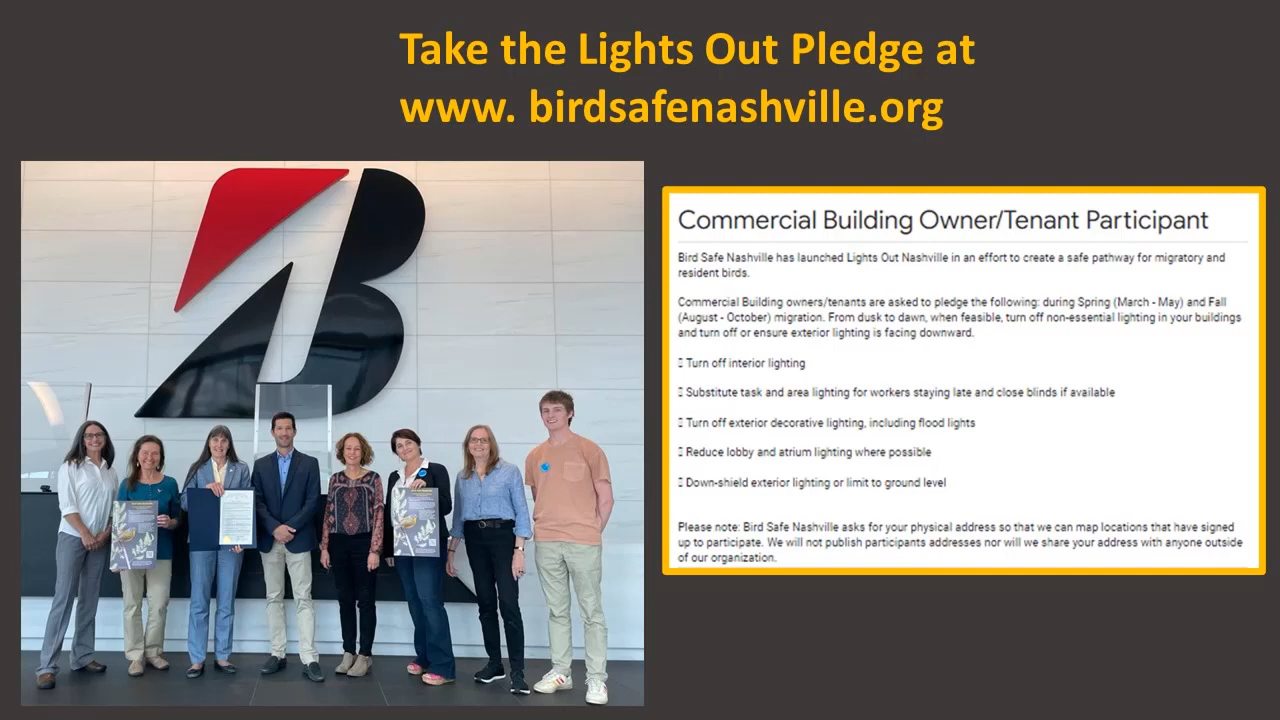 Take the Lights Out Pledge at
www. birdsafenashville.org
Commercial Building Owner/Tenant Participant
Bird Safe Nashville has launched Lights Out Nashville in an effort to create a safe pathway for migratory and
resident birds.
Commercial Building owners/tenants are asked to pledge the following: during Spring (March - May) and Fall
(August - October) migration. From dusk to dawn, when feasible, turn off non-essential lighting in your buildings
and turn off or ensure exterior lighting is facing downward.
Turn off interior lighting
Substitute task and area lighting for workers staying late and close blinds if available
Turn off exterior decorative lighting, including flood lights
Reduce lobby and atrium lighting where possible
Down-shield exterior lighting or limit to ground level
Please note: Bird Safe Nashville asks for your physical address so that we can map locations that have signed
up to participate. We will not publish participants addresses nor will we share your address with anyone outside
of our organization.